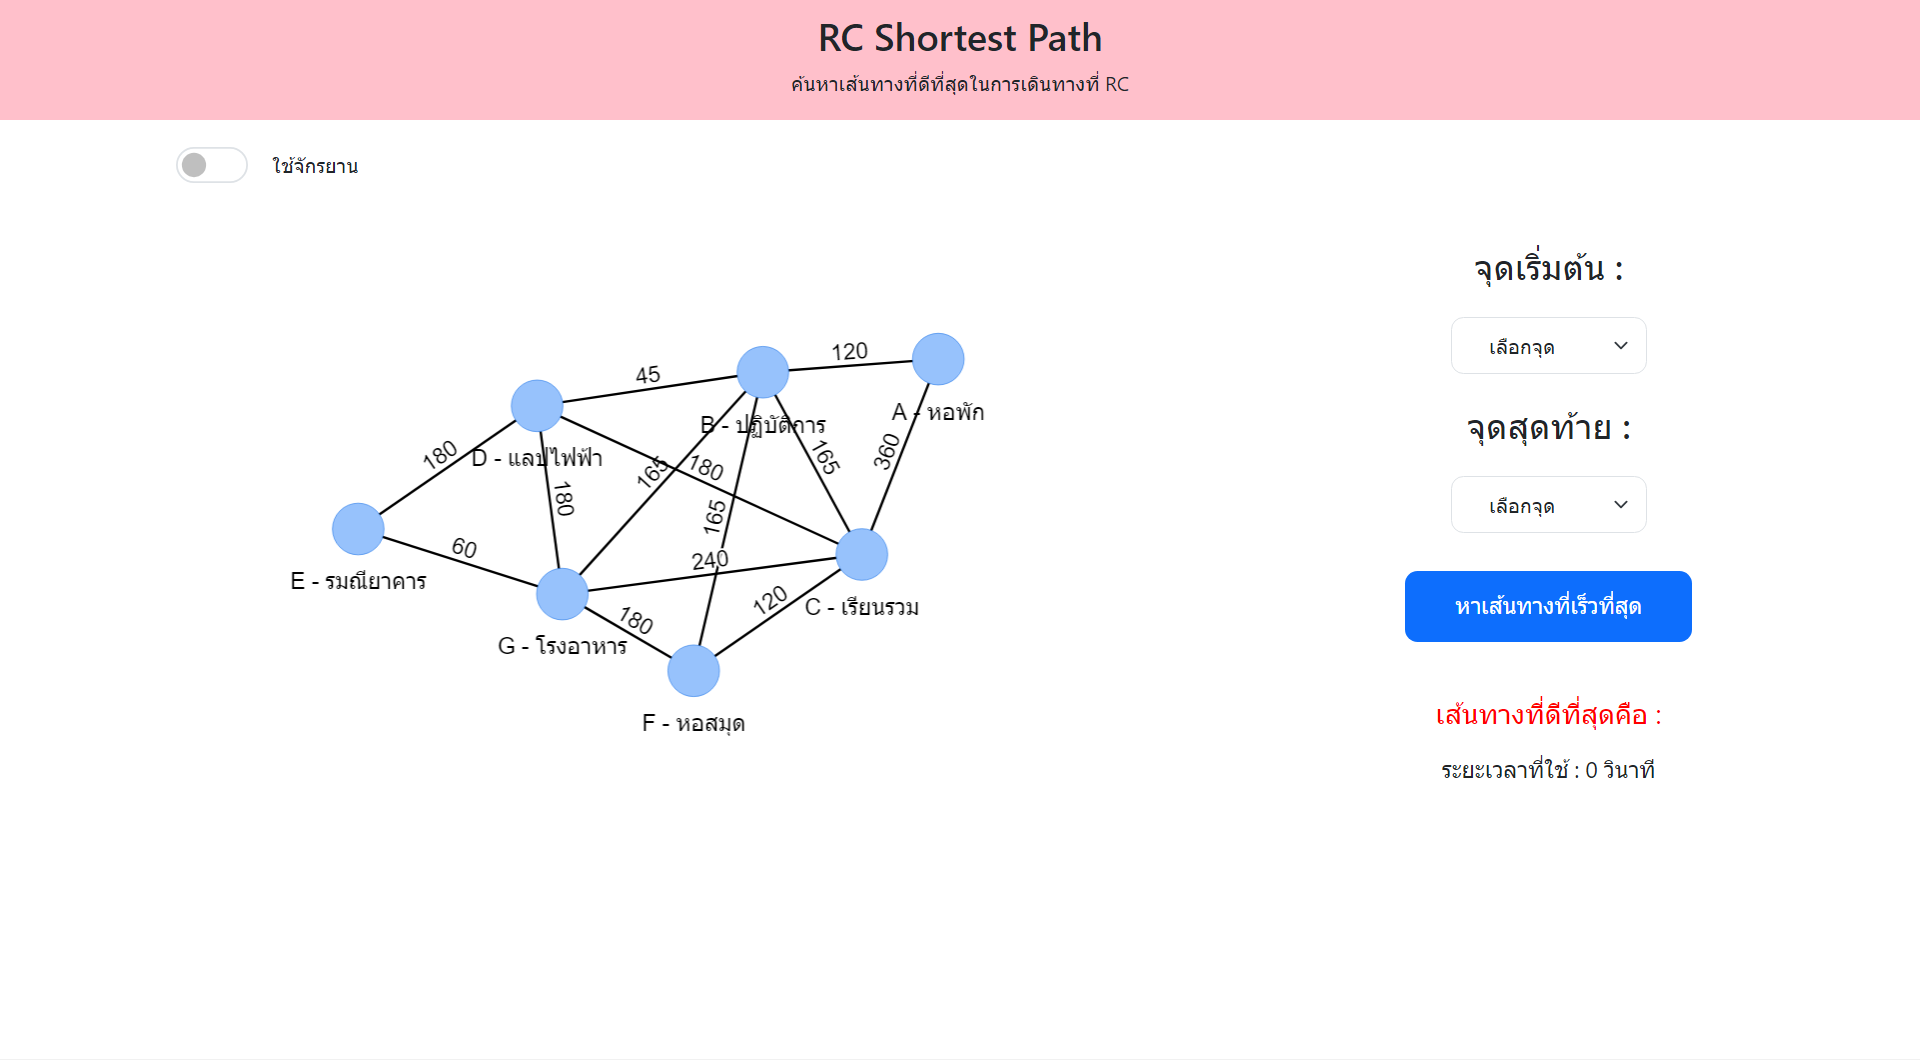 RC Shortest Path
ค้นหาเส้นทางที่ดีที่สุดในการเดินทางที่ RC
ใช้จักรยาน
120
45
A - หอพัก
B - ปฏิบัติการ
D - แลปไฟฟ้า
180
165
180
165
360
180
165
60
240
E - รมณียาคาร
120
C - เรียนรวม
180
G - โรงอาหาร
F - หอสมุด
จุดเริ่มต้น :
เลือกจุด
จุดสุดท้าย :
เลือกจุด
หาเส้นทางที่เร็วที่สุด
เส้นทางที่ดีที่สุดคือ :
ระยะเวลาที่ใช้ : 0 วินาที